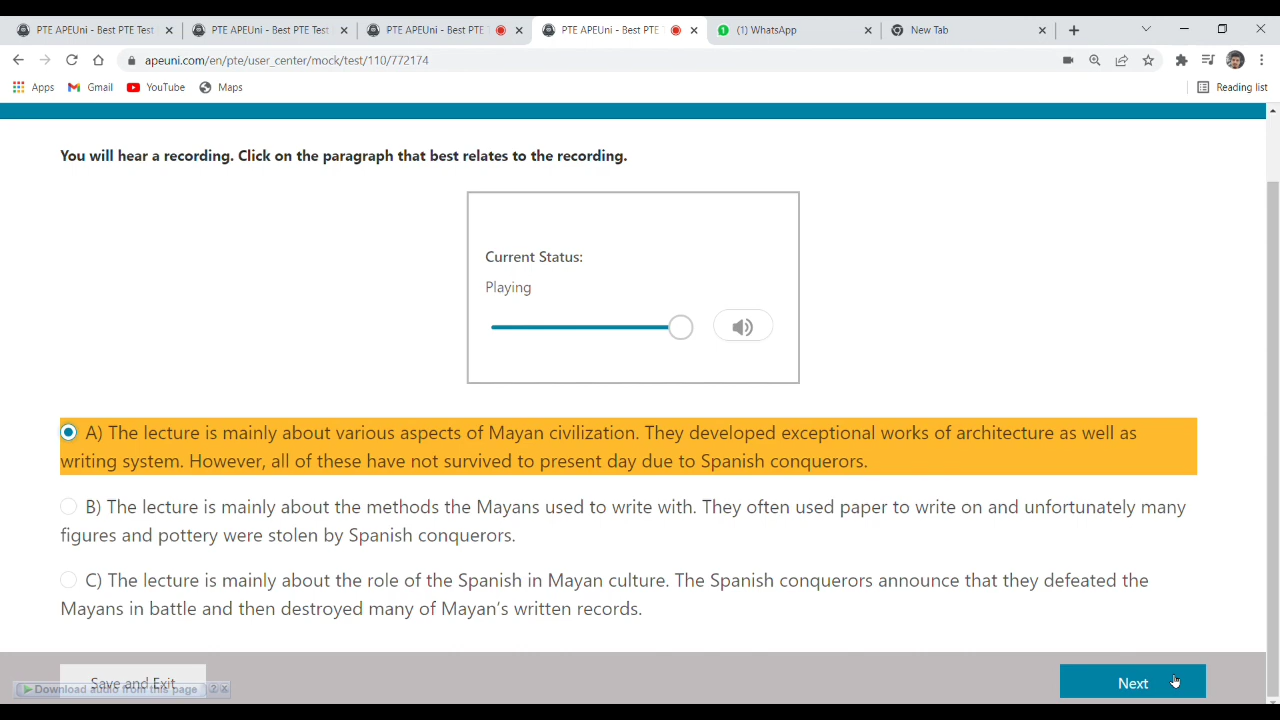 PTE APEUni - Best PTE Test
PTE APEUni - Best PTE Test
PTE APEUni - Best PTE
PTE APEUni - Best PTE
(1) WhatsApp
New Tab
apeuni.com/en/pte/user_center/mock/test/110/772174
Apps
Gmail
YouTube
Maps
Reading list
You will hear a recording. Click on the paragraph that best relates to the recording.
Current Status:
Playing
A) The lecture is mainly about various aspects of Mayan civilization. They developed exceptional works of architecture as well as
writing system. However, all of these have not survived to present day due to Spanish conquerors.
B) The lecture is mainly about the methods the Mayans used to write with. They often used paper to write on and unfortunately many
figures and pottery were stolen by Spanish conquerors.
C) The lecture is mainly about the role of the Spanish in Mayan culture. The Spanish conquerors announce that they defeated the
Mayans in battle and then destroyed many of Mayan's written records.
Save and Exit
Download audio from this page ? X
Next